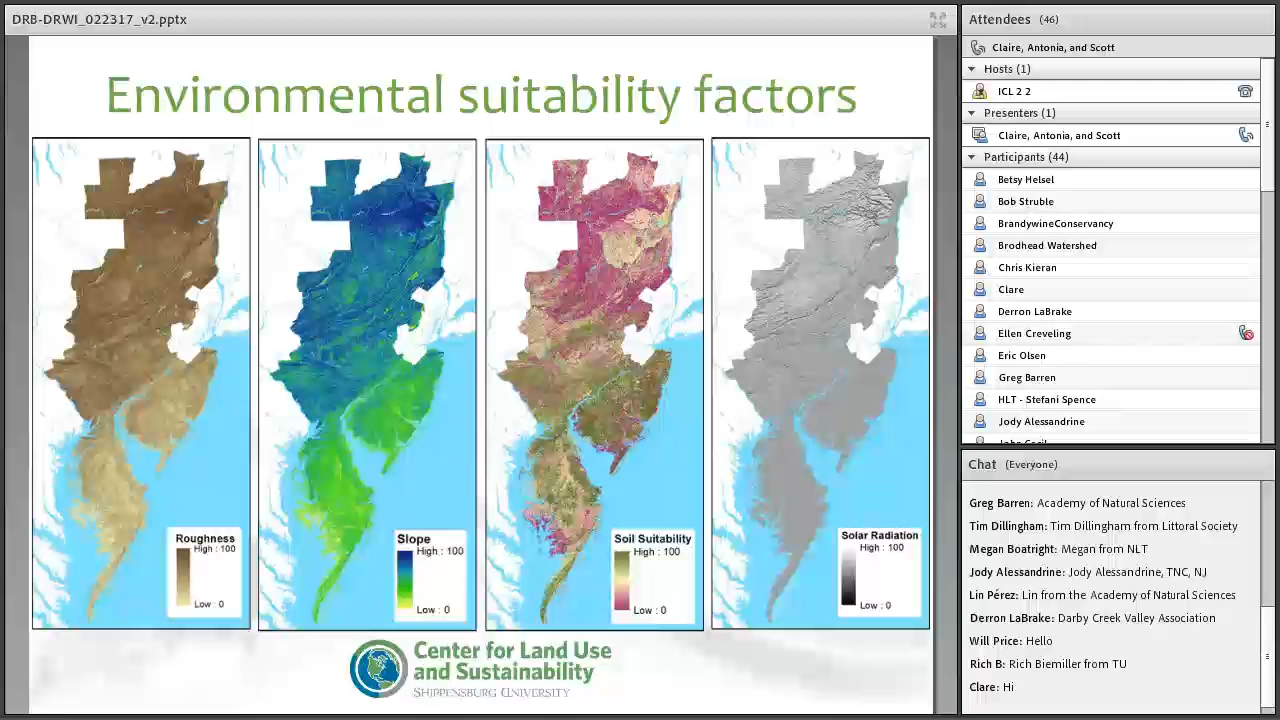 DRB-DRWI_022317_v2.pptx
Environmental suitability factors
Roughness
High : 100
Low : 0
Slope
High : 100
Low : 0
Soil Suitability
High : 100
Low : 0
Solar Radiation
High : 100
Low : 0
Center for Land Use
and Sustainability
SHIPPENSBURG UNIVERSITY
Attendees (46)
Claire, Antonia, and Scott
Hosts (1)
ICL 2 2
Presenters (1)
Claire, Antonia, and Scott
Participants (44)
Betsy Helsel
Bob Struble
BrandywineConservancy
Brodhead Watershed
Chris Kieran
Clare
Derron LaBrake
Ellen Creveling
Eric Olsen
Greg Barren
HLT - Stefani Spence
Jody Alessandrine
Chat (Everyone)
Greg Barren: Academy of Natural Sciences
Tim Dillingham: Tim Dillingham from Littoral Society
Megan Boatright: Megan from NLT
Jody Alessandrine: Jody Alessandrine, TNC, NJ
Lin Pérez: Lin from the Academy of Natural Sciences
Derron LaBrake: Darby Creek Valley Association
Will Price: Hello
Rich B: Rich Biemiller from TU
Clare: Hi